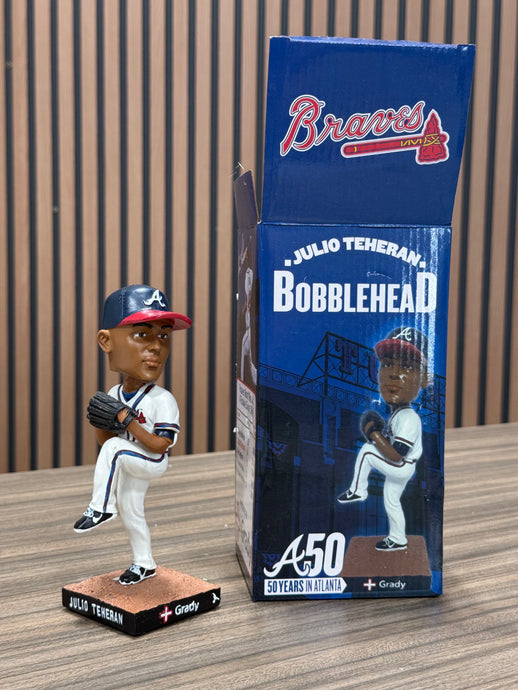 Braves
JULIO TEHERAN
BOBBLEHEAD
A50
50 YEARS IN ATLANTA
Grady
A
A
JULIO TEHERAN
Grady